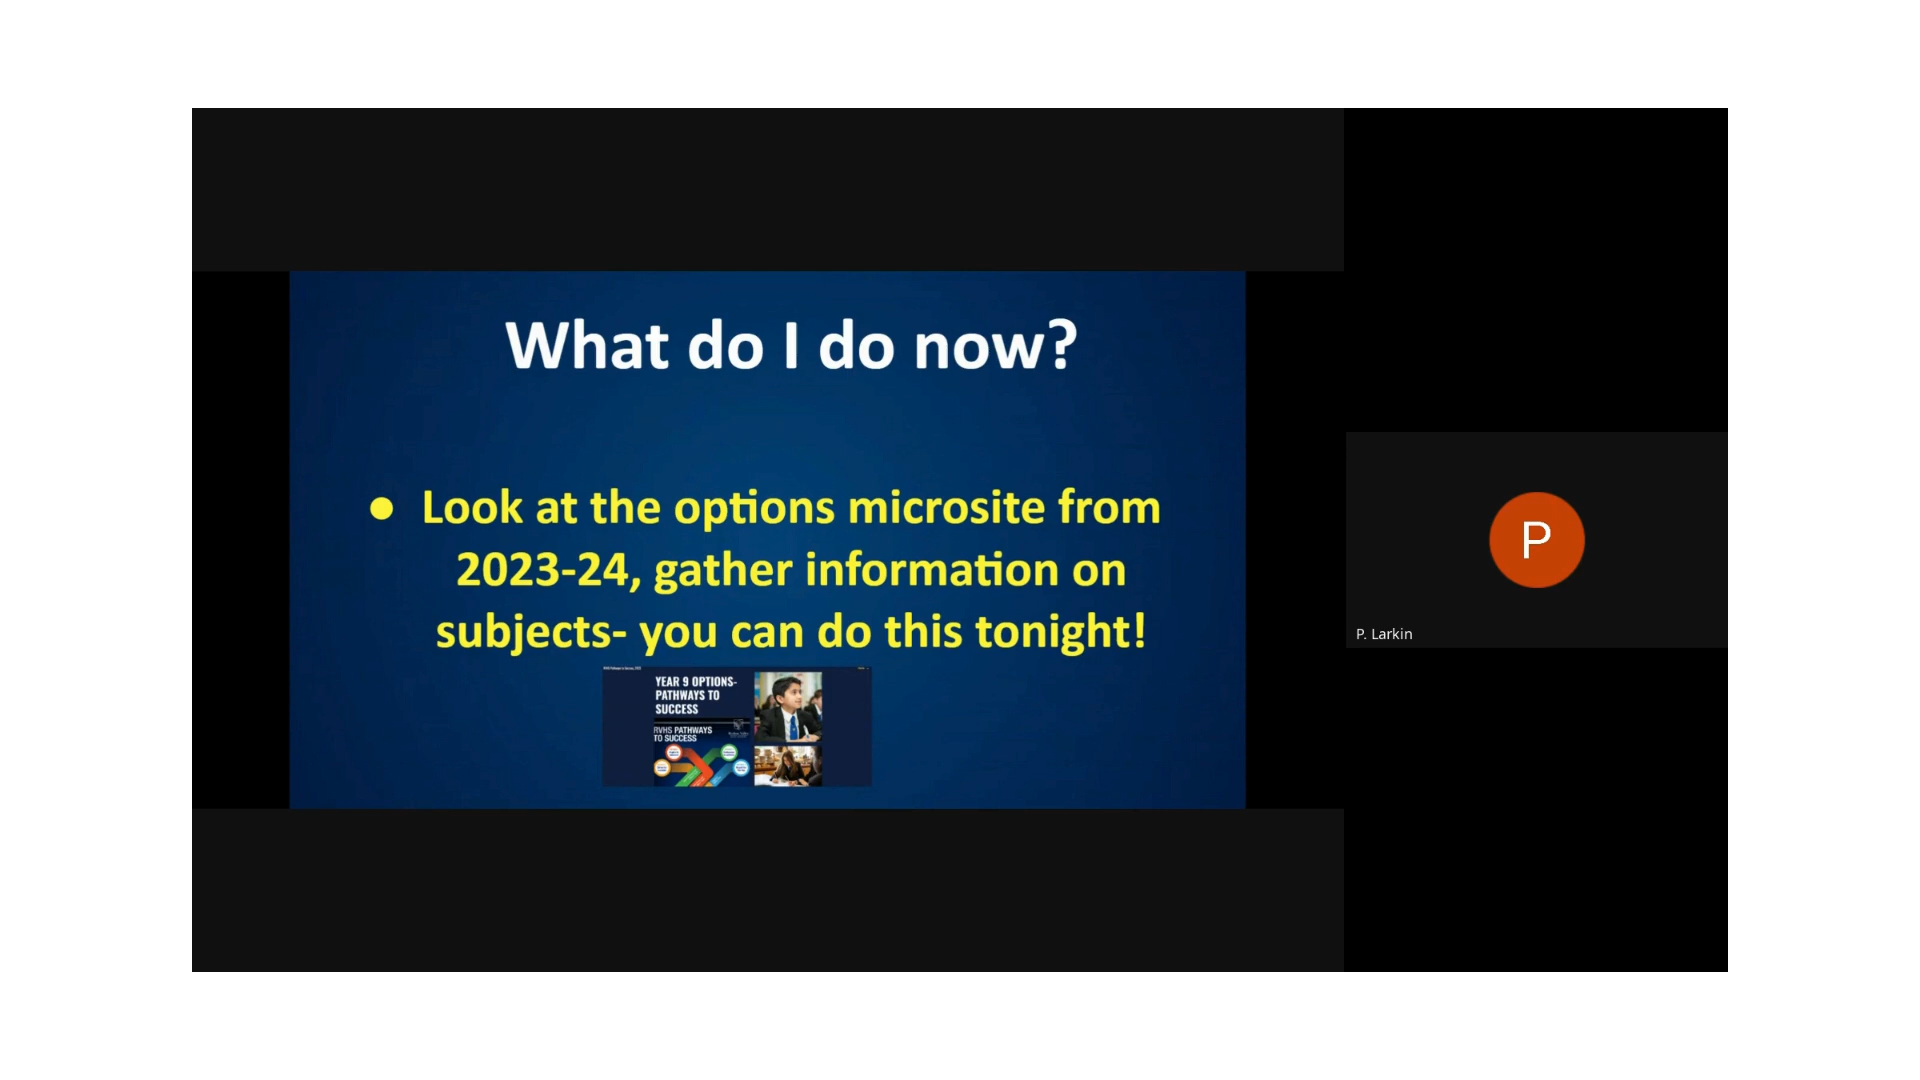 What do I do now?
● Look at the options microsite from
2023-24, gather information on
subjects- you can do this tonight!
YEAR 9 OPTIONS-
PATHWAYS TO
SUCCESS
RVHS PATHWAYS
TO SUCCESS
P
P. Larkin